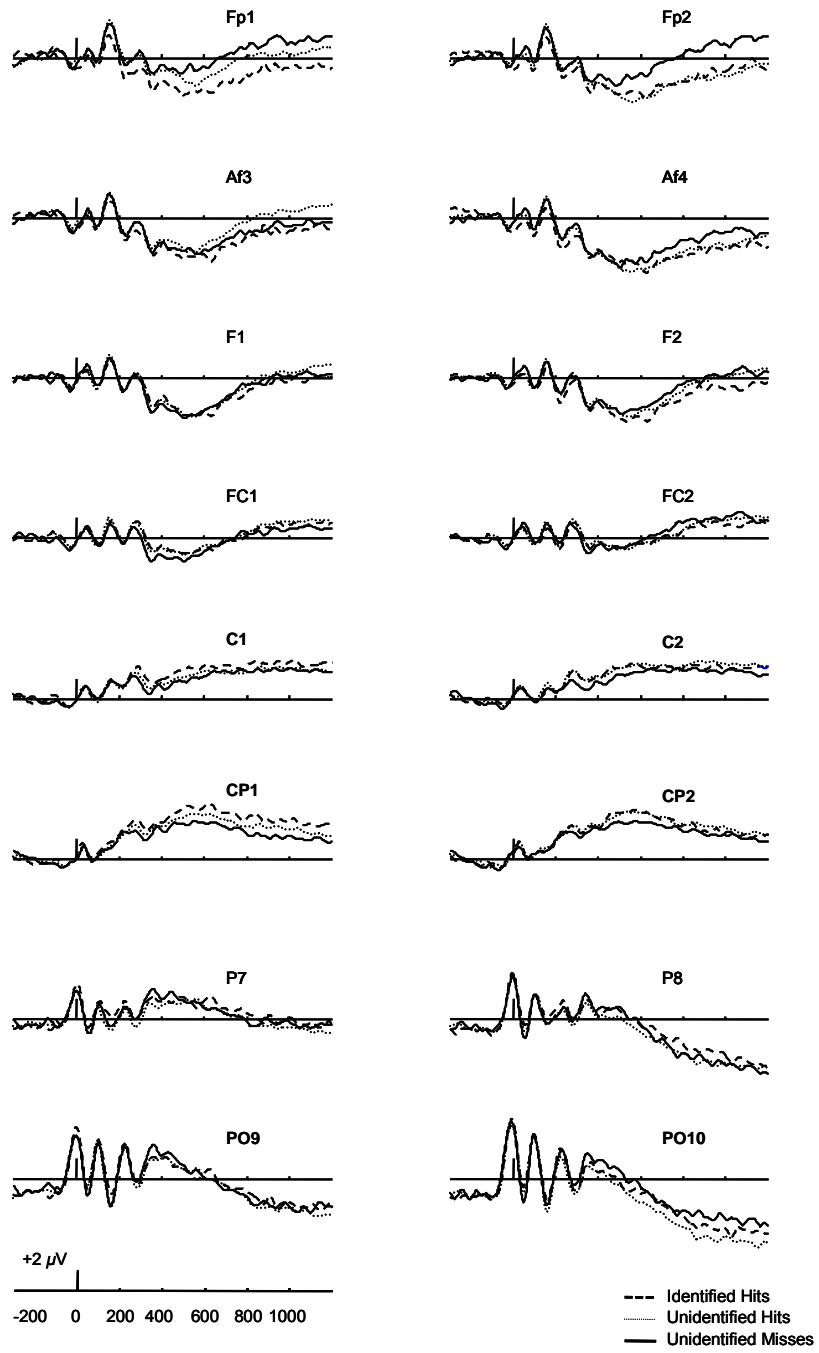 Fp1 Fp2
Af3 Af4
F1 F2
FC1 FC2
C1 C2
CP1 CP2
P7 P8
PO9 PO10
+2 µV
-200 0 200 400 600 800 1000
Identified Hits
Unidentified Hits
Unidentified Misses